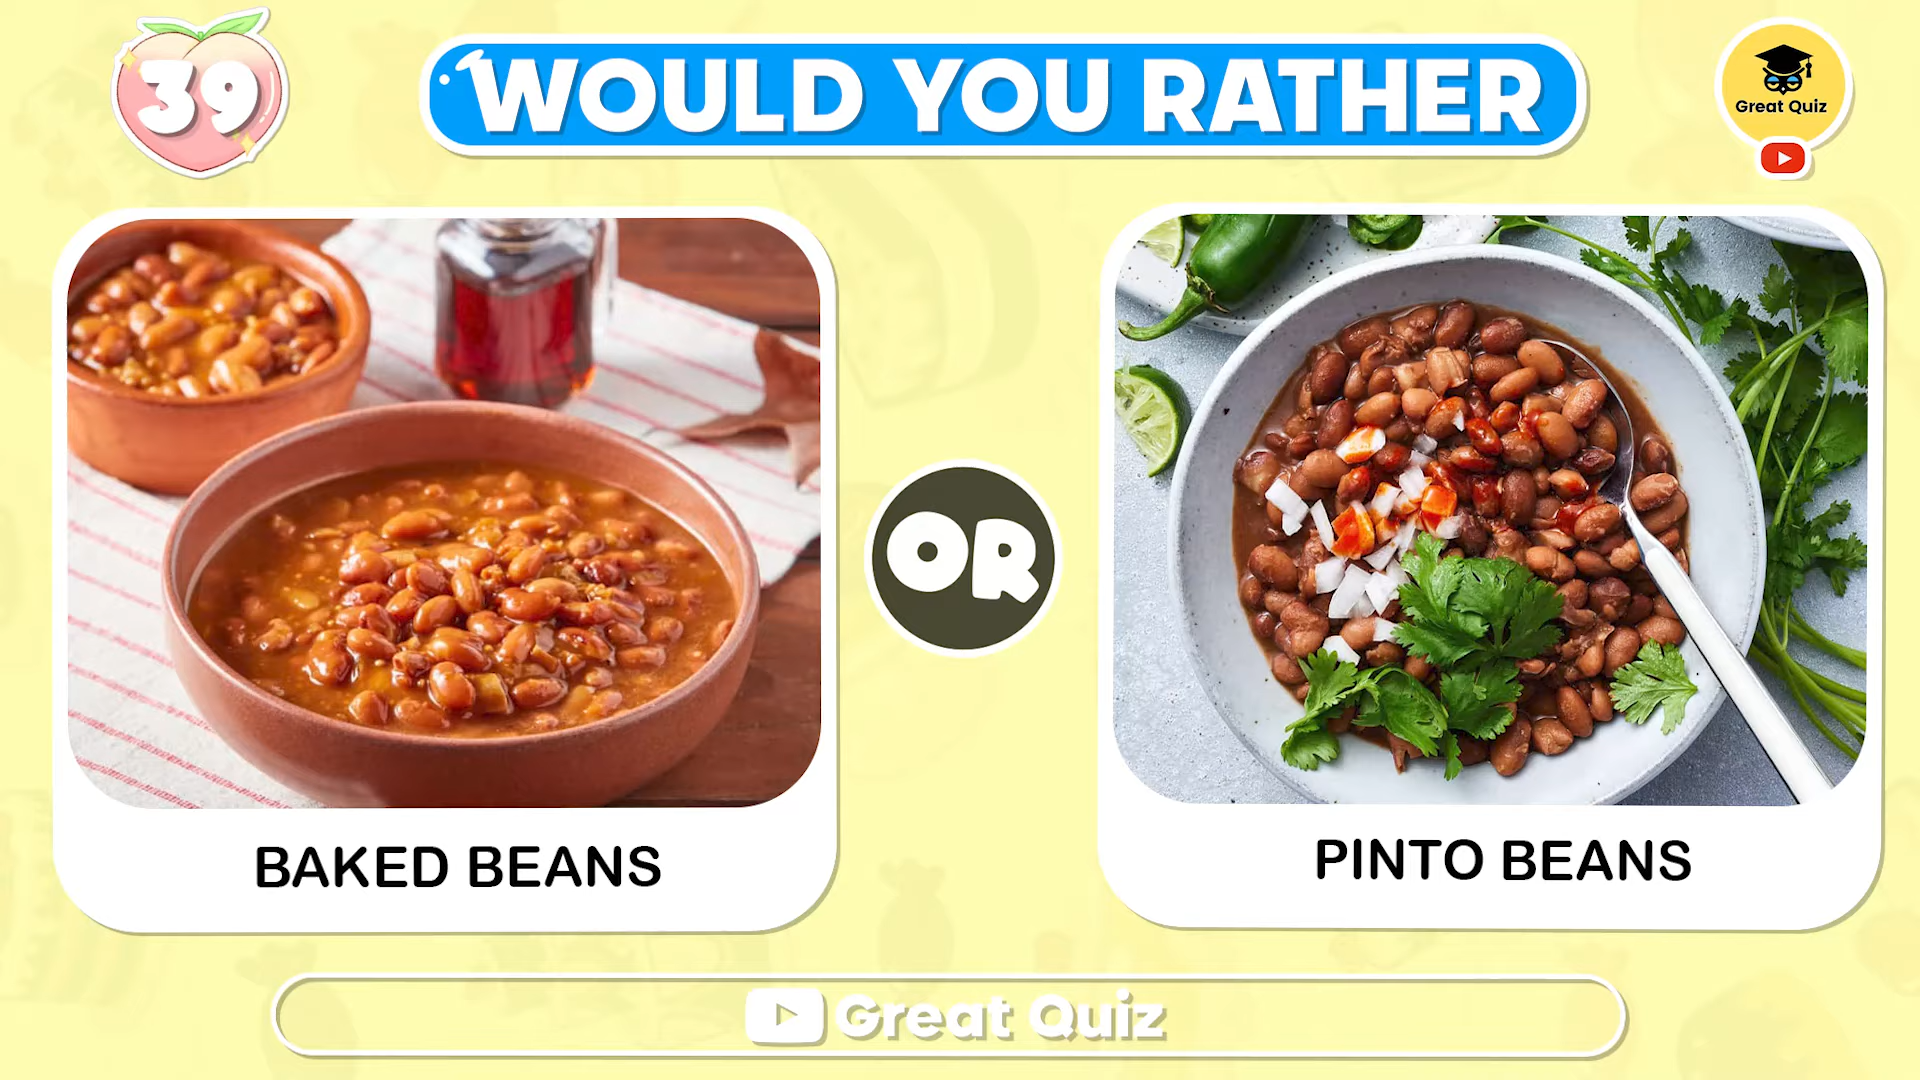 39
WOULD YOU RATHER
Great Quiz
OR
BAKED BEANS
PINTO BEANS
Great Quiz